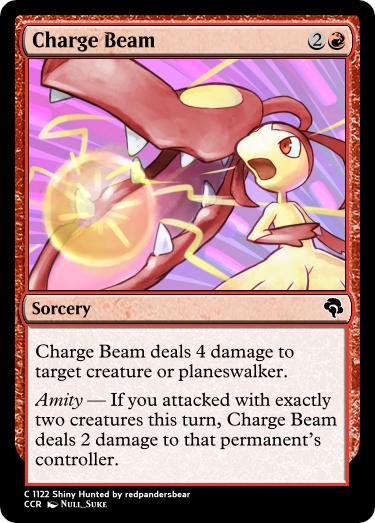 Charge Beam 2
Sorcery
Charge Beam deals 4 damage to
target creature or planeswalker.
Amity — If you attacked with exactly
two creatures this turn, Charge Beam
deals 2 damage to that permanent's
controller.
C 1122 Shiny Hunted by redpandersbear
CCR Null_Suke